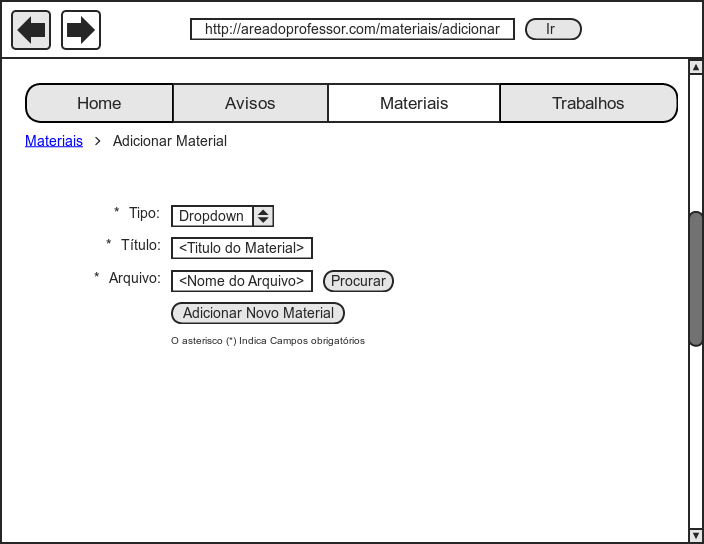 http://areadoprofessor.com/materiais/adicionar Ir
Home Avisos Materiais Trabalhos
Materiais > Adicionar Material
* Tipo: Dropdown
* Título: <Titulo do Material>
* Arquivo: <Nome do Arquivo> Procurar
Adicionar Novo Material
O asterisco (*) Indica Campos obrigatórios